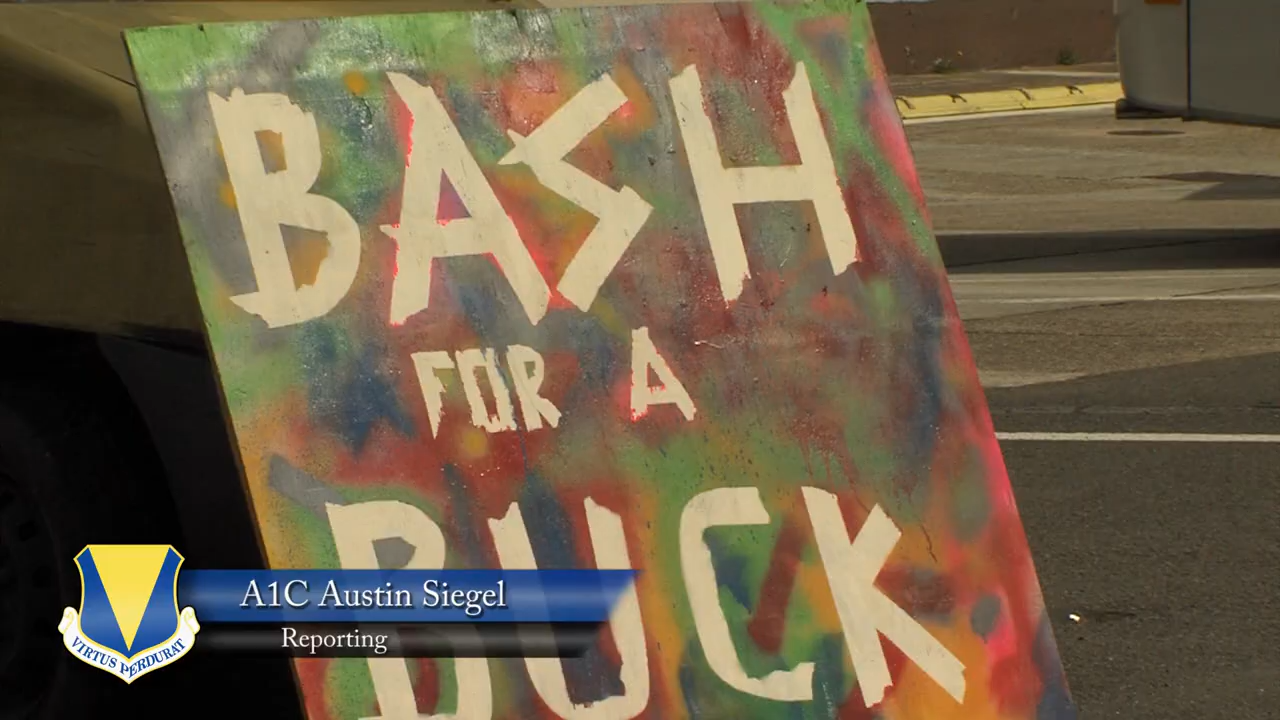 BASH
FOR A
BUCK
A1C Austin Siegel
Reporting
VIRTUS PERDURAT